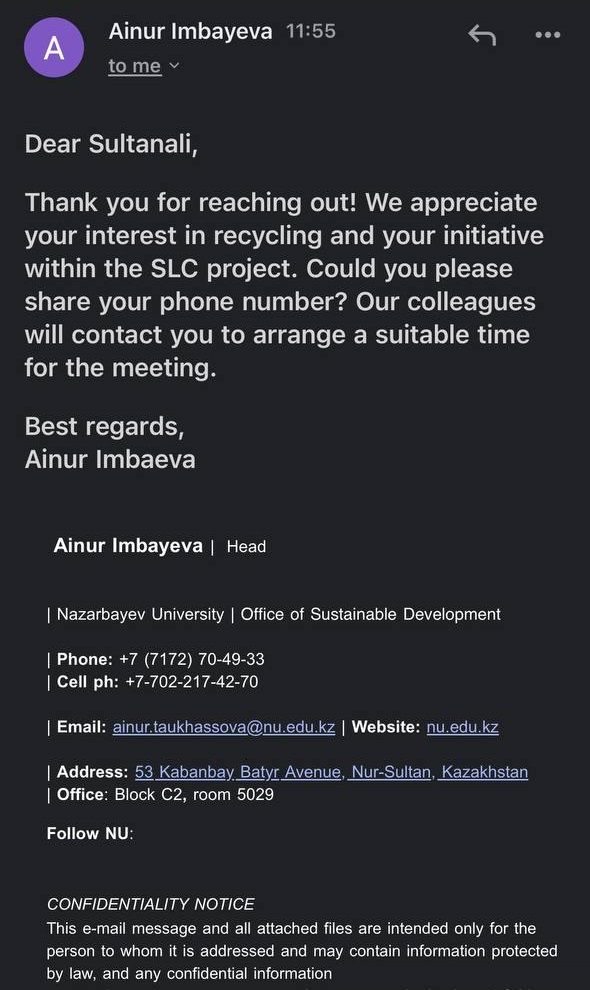 A
Ainur Imbayeva 11:55
to me
Dear Sultanali,
Thank you for reaching out! We appreciate
your interest in recycling and your initiative
within the SLC project. Could you please
share your phone number? Our colleagues
will contact you to arrange a suitable time
for the meeting.
Best regards,
Ainur Imbaeva
Ainur Imbayeva | Head
| Nazarbayev University | Office of Sustainable Development
| Phone: +7 (7172) 70-49-33
| Cell ph: +7-702-217-42-70
| Email: ainur.taukhassova@nu.edu.kz | Website: nu.edu.kz
| Address: 53 Kabanbay Batyr Avenue, Nur-Sultan, Kazakhstan
| Office: Block C2, room 5029
Follow NU:
CONFIDENTIALITY NOTICE
This e-mail message and all attached files are intended only for the
person to whom it is addressed and may contain information protected
by law, and any confidential information